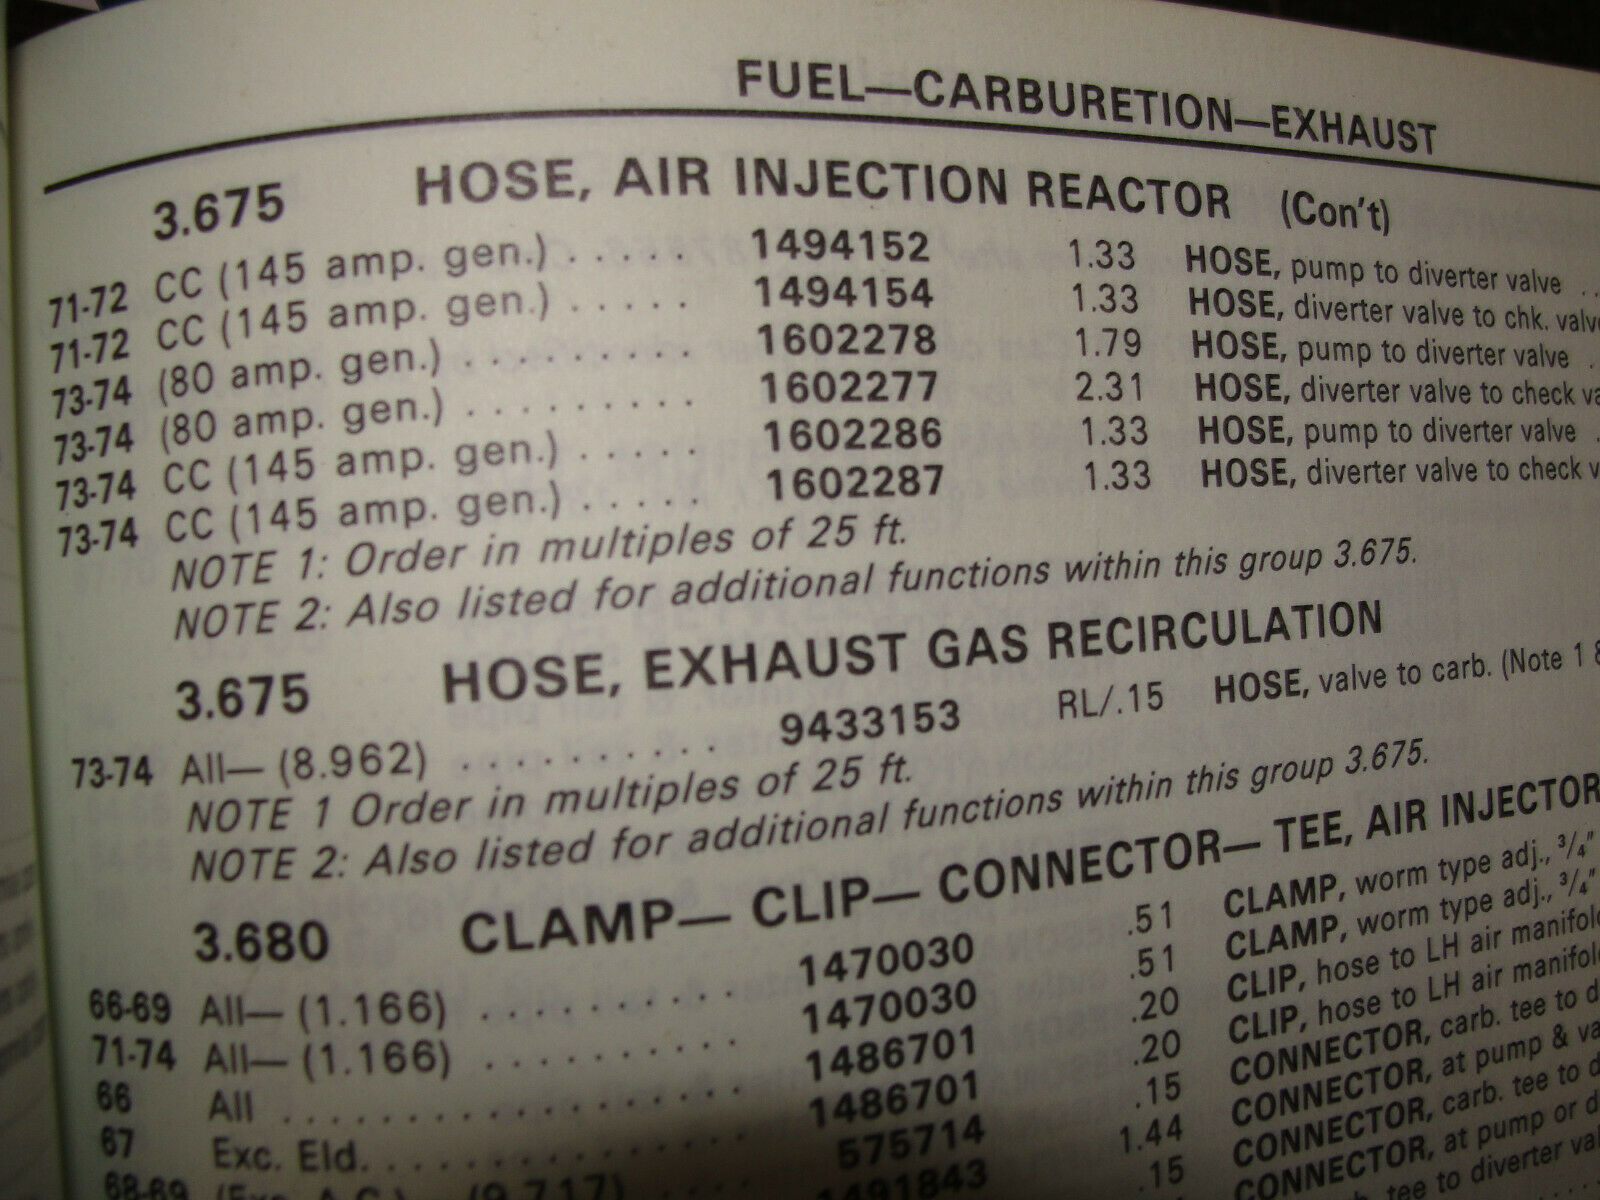 FUEL—CARBURETION—EXHAUST
3.675 HOSE, AIR INJECTION REACTOR (Con't)
71-72 CC (145 amp. gen.) ..... 1494152 1.33 HOSE, pump to diverter valve ..
71-72 CC (145 amp. gen.) ..... 1494154 1.33 HOSE, diverter valve to chk. valv
73-74 (80 amp. gen.) ......... 1602278 1.79 HOSE, pump to diverter valve .
73-74 (80 amp. gen.) ......... 1602277 2.31 HOSE, diverter valve to check va
73-74 CC (145 amp. gen.) ..... 1602286 1.33 HOSE, pump to diverter valve .
73-74 CC (145 amp. gen.) ..... 1602287 1.33 HOSE, diverter valve to check v
NOTE 1: Order in multiples of 25 ft.
NOTE 2: Also listed for additional functions within this group 3.675.
3.675 HOSE, EXHAUST GAS RECIRCULATION
73-74 All— (8.962) .......... 9433153 RL/.15 HOSE, valve to carb. (Note 1 &
NOTE 1 Order in multiples of 25 ft.
NOTE 2: Also listed for additional functions within this group 3.675.
3.680 CLAMP— CLIP— CONNECTOR— TEE, AIR INJECTOR
66-69 All— (1.166) .......... 1470030 .51 CLAMP, worm type adj., 3/4"
71-74 All— (1.166) .......... 1470030 .51 CLAMP, worm type adj., 3/4"
66 All .................. 1486701 .20 CLIP, hose to LH air manifol
67 Exc. Eld. ............... 1486701 .20 CLIP, hose to LH air manifol
68-69 (Exc. A.C.) (9.717) 575714 .15 CONNECTOR, carb. tee to d
1491843 1.44 CONNECTOR, at pump & va
.15 CONNECTOR, carb. tee to d
CONNECTOR, at pump or d
tee to diverter val